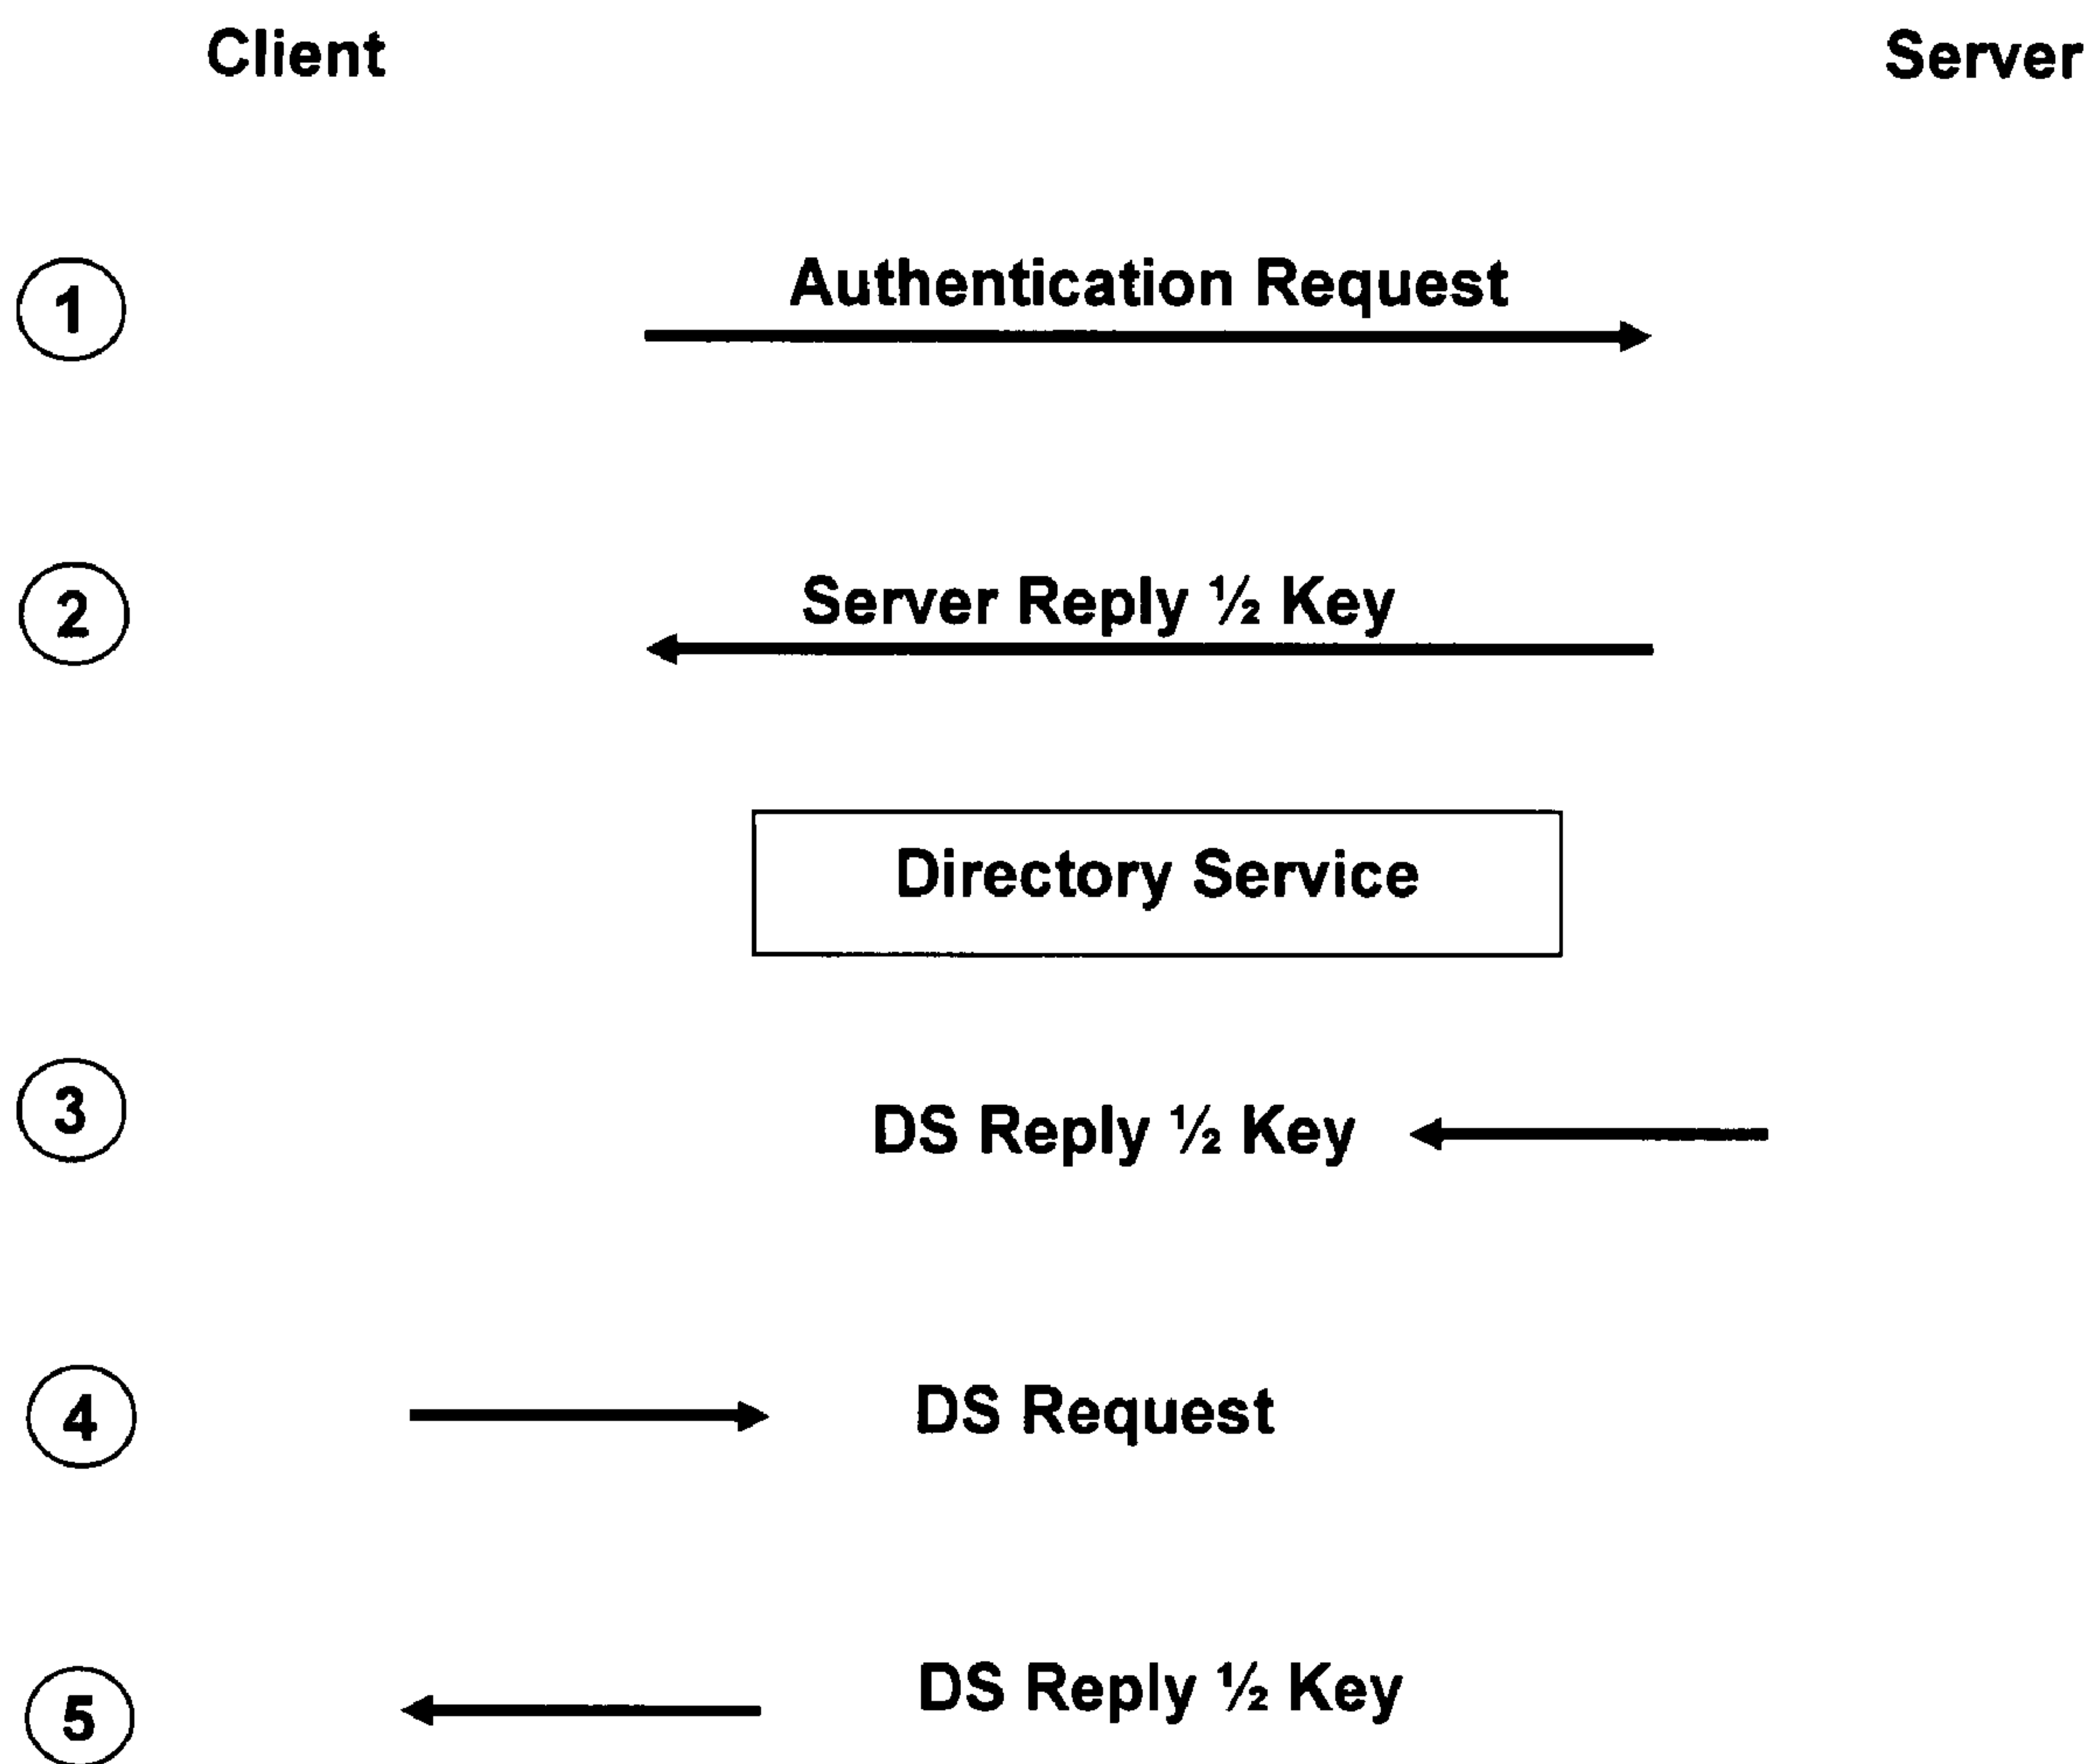 Client Server
1 Authentication Request
2 Server Reply ½ Key
Directory Service
3 DS Reply ½ Key
4 DS Request
5 DS Reply ½ Key